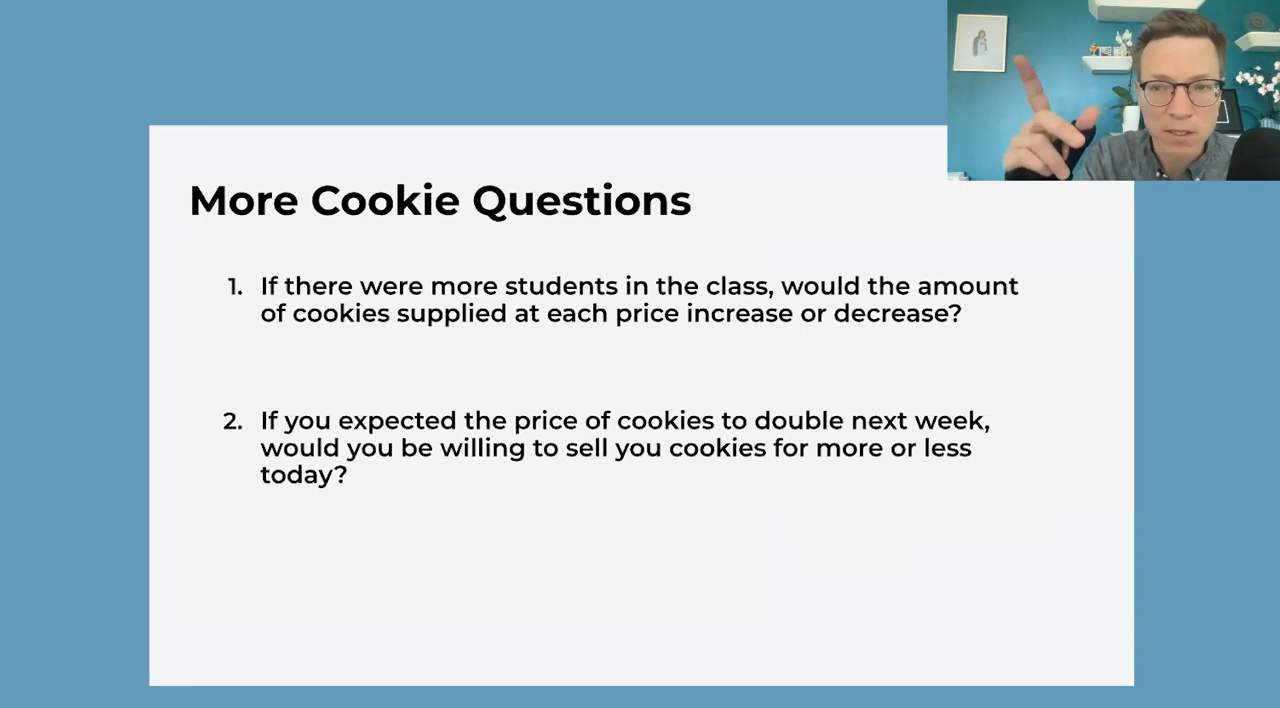 More Cookie Questions
1. If there were more students in the class, would the amount
of cookies supplied at each price increase or decrease?
2. If you expected the price of cookies to double next week,
would you be willing to sell you cookies for more or less
today?